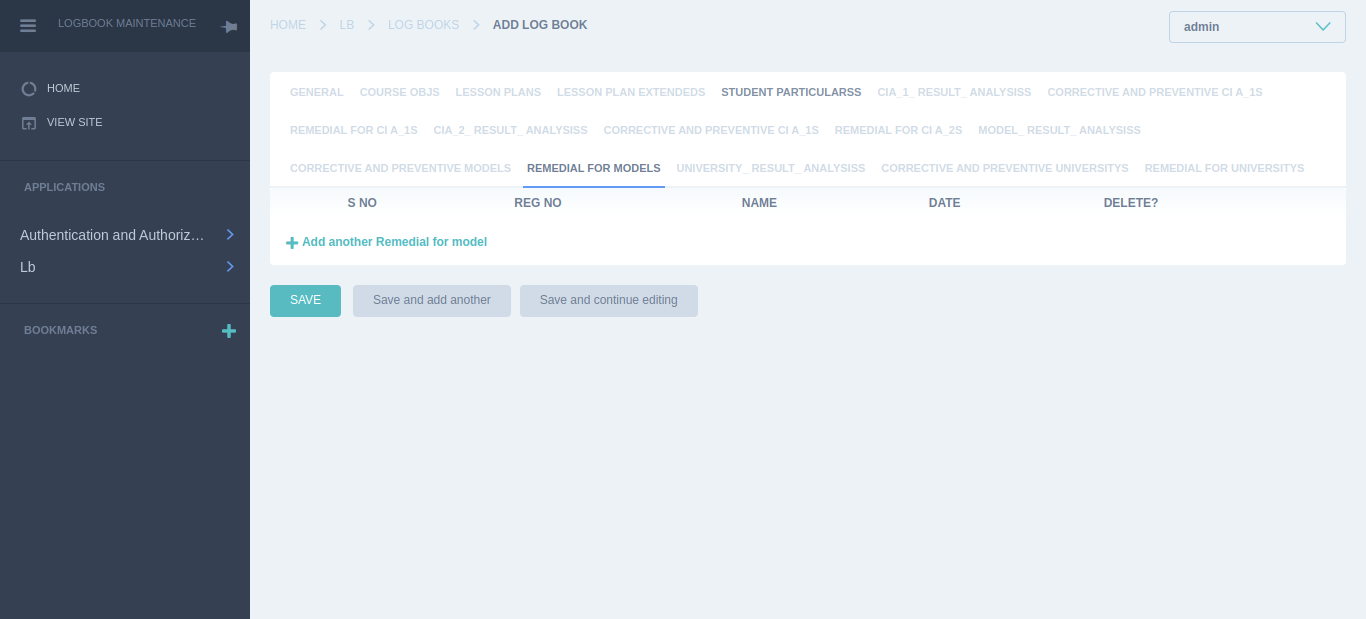 LOGBOOK MAINTENANCE
HOME
VIEW SITE
APPLICATIONS
Authentication and Authoriz…
Lb
BOOKMARKS
HOME LB LOG BOOKS ADD LOG BOOK
admin
GENERAL COURSE OBJS LESSON PLANS LESSON PLAN EXTENDEDS STUDENT PARTICULARSS CIA_1_ RESULT_ ANALYSISS CORRECTIVE AND PREVENTIVE CI A_1S
REMEDIAL FOR CI A_1S CIA_2_ RESULT_ ANALYSISS CORRECTIVE AND PREVENTIVE CI A_1S REMEDIAL FOR CI A_2S MODEL_ RESULT_ ANALYSISS
CORRECTIVE AND PREVENTIVE MODELS REMEDIAL FOR MODELS UNIVERSITY_ RESULT_ ANALYSISS CORRECTIVE AND PREVENTIVE UNIVERSITYS REMEDIAL FOR UNIVERSITYS
S NO REG NO NAME DATE DELETE?
Add another Remedial for model
SAVE Save and add another Save and continue editing